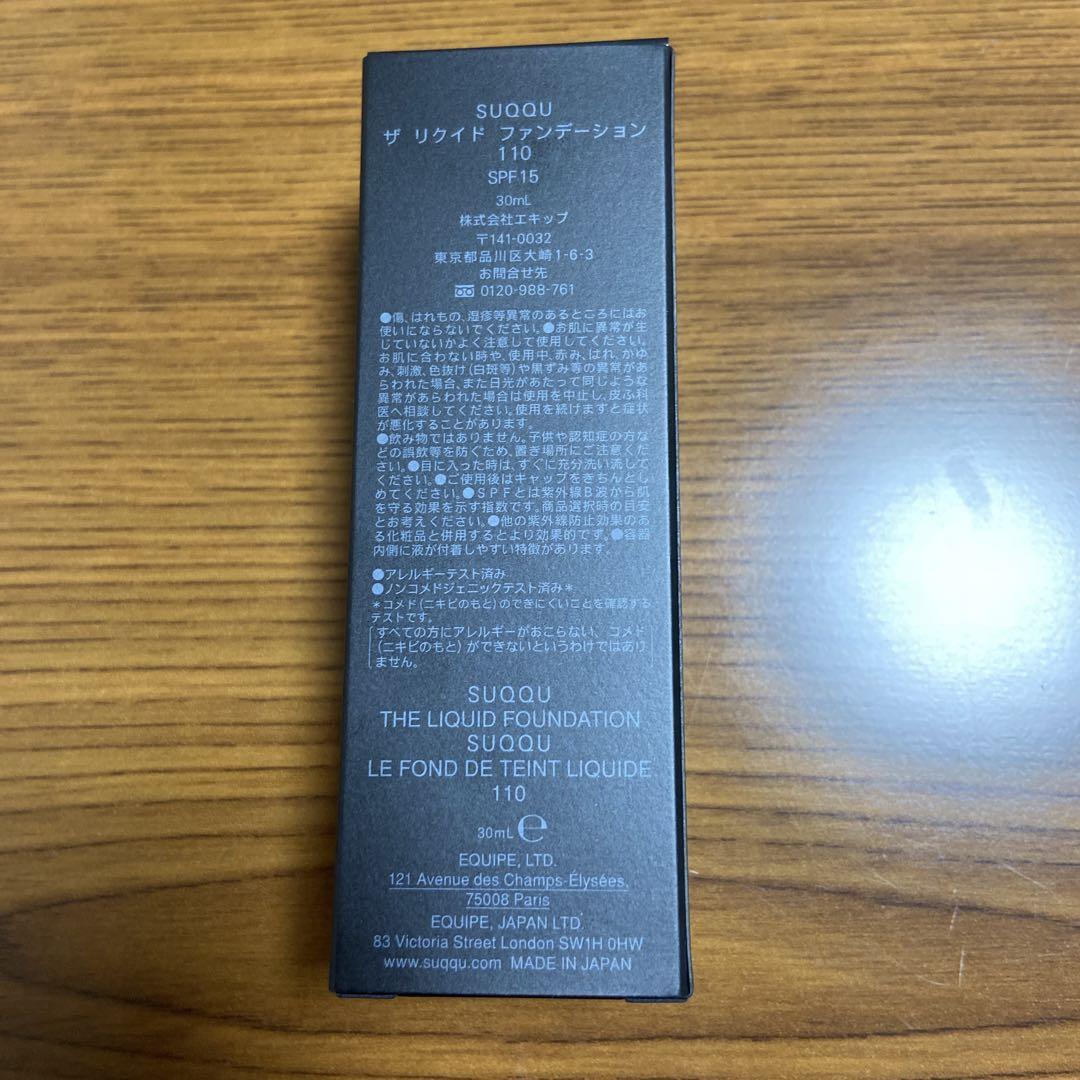 SUQQU
ザ リクイド ファンデーション
110
SPF15
30mL
株式会社エキップ
〒141-0032
東京都品川区大崎1-6-3
お問合せ先
0120-988-761
●傷、はれもの、湿疹等異常のあるところにはお
使いにならないでください。●お肌に異常が生
じていないかよく注意して使用してください。
お肌に合わない時や、使用中、赤み、はれ、かゆ
み、刺激、色抜け(白斑等)や黒ずみ等の異常があ
らわれた場合、また日光があたって同じような
異常があらわれた場合は使用を中止し、皮ふ科
医へ相談してください。使用を続けますと症状
が悪化することがあります。
●飲み物ではありません。子供や認知症の方な
どの誤飲等を防ぐため、置き場所にご注意くだ
さい。●目に入った時は、すぐに充分洗い流して
ください。●ご使用後はキャップをきちんとし
めてください。●SPFとは紫外線B波から肌
を守る効果を示す指数です。商品選択時の目安
とお考えください。●他の紫外線防止効果のあ
る化粧品と併用するとより効果的です。●容器
内側に液が付着しやすい特徴があります。
●アレルギーテスト済み
●ノンコメドジェニックテスト済み*
*コメド(ニキビのもと)のできにくいことを確認する
テストです。
すべての方にアレルギーがおこらない、コメド
(ニキビのもと)ができないというわけではあり
ません。
SUQQU
THE LIQUID FOUNDATION
SUQQU
LE FOND DE TEINT LIQUIDE
110
30mL ℮
EQUIPE, LTD.
121 Avenue des Champs-Élysées,
75008 Paris
EQUIPE, JAPAN LTD.
83 Victoria Street London SW1H 0HW
www.suqqu.com MADE IN JAPAN